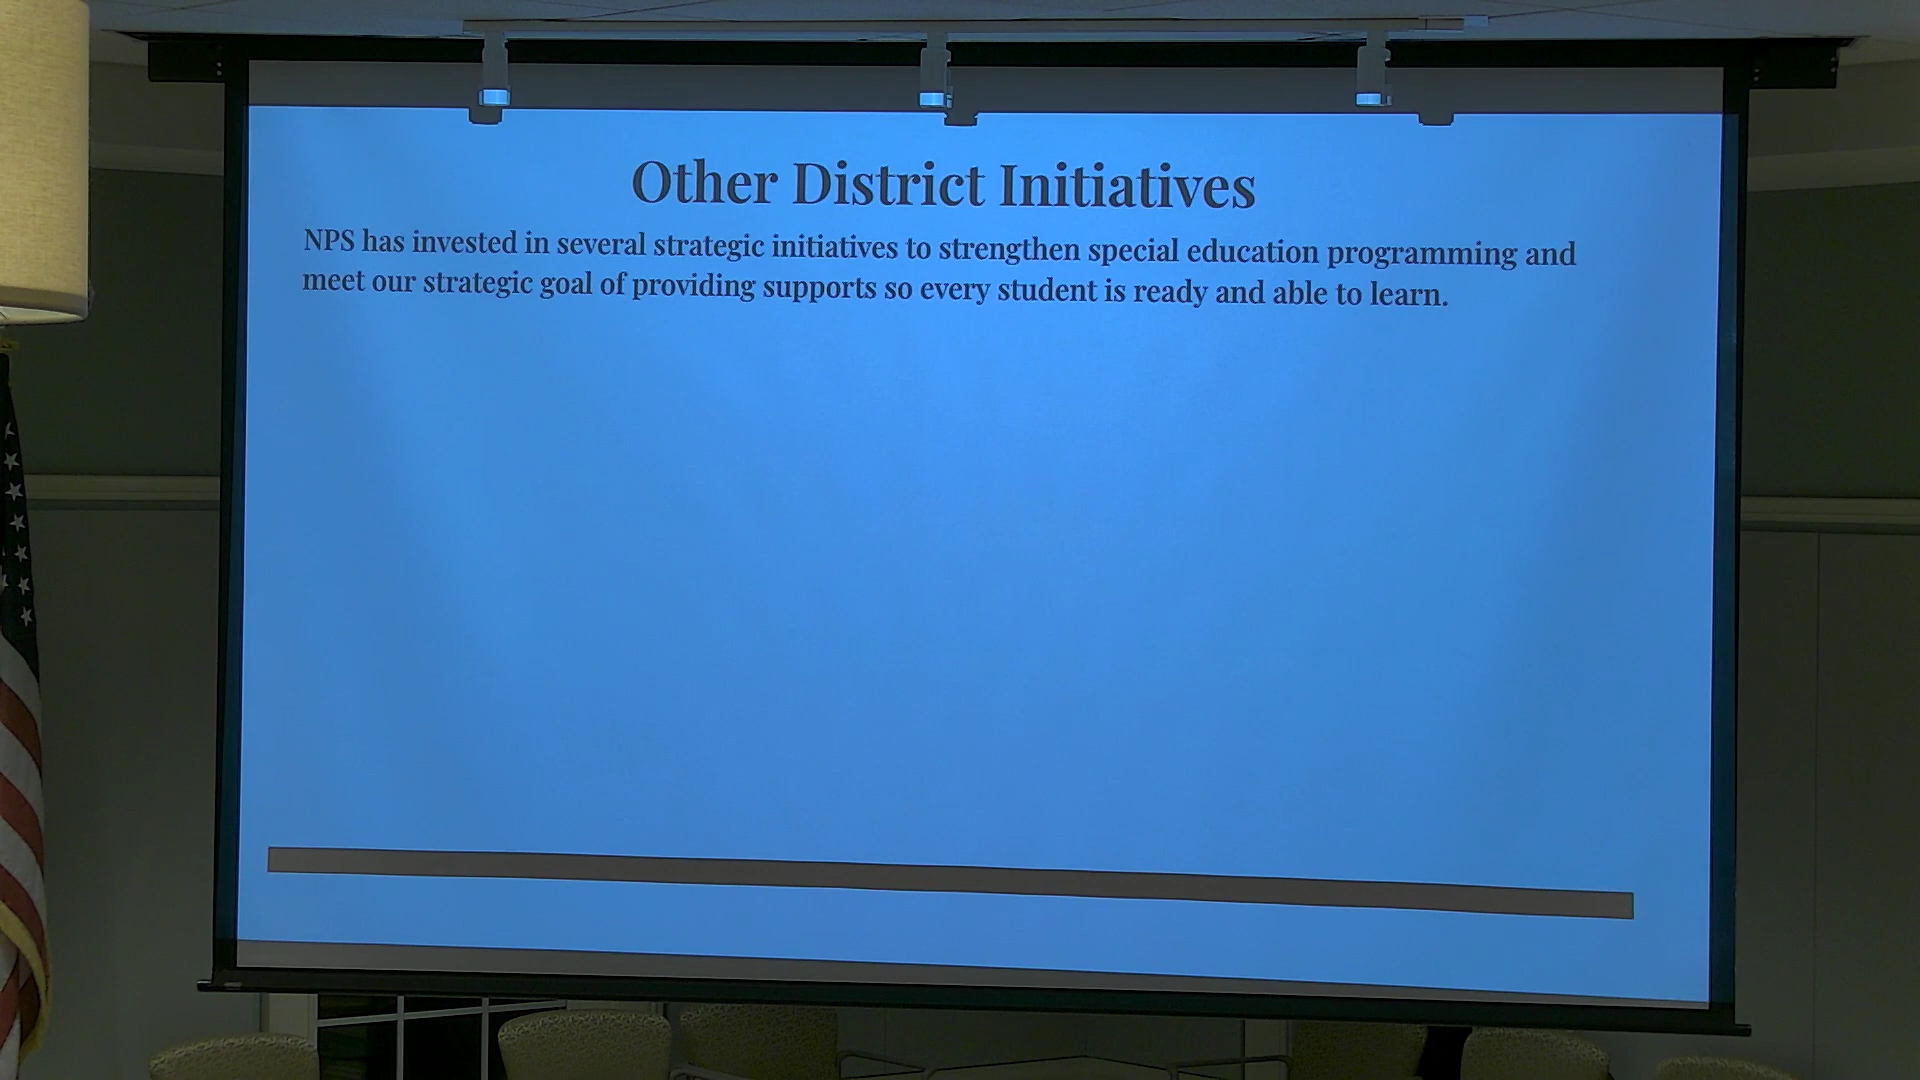 Other District Initiatives
NPS has invested in several strategic initiatives to strengthen special education programming and
meet our strategic goal of providing supports so every student is ready and able to learn.